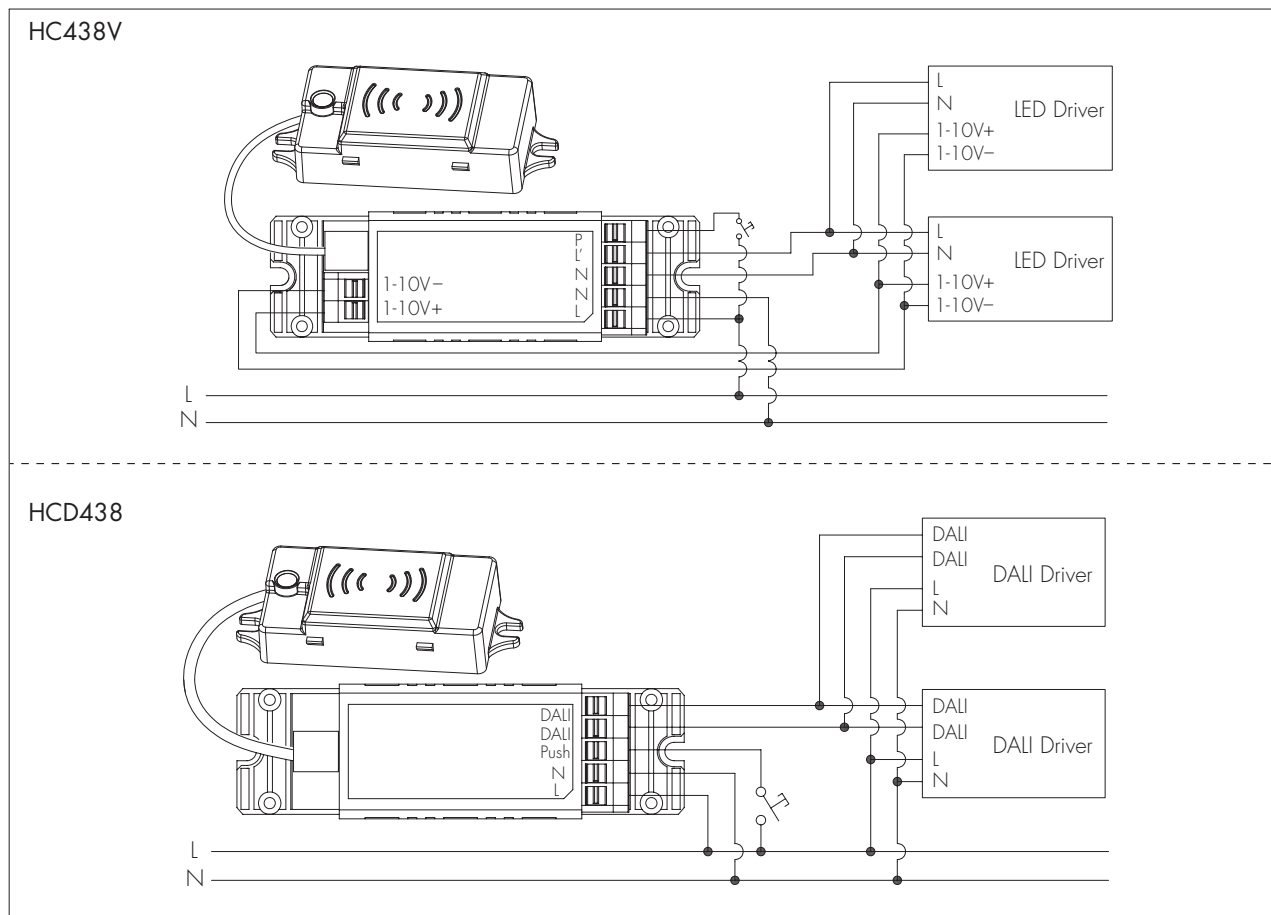 HC438V
L
N
1-10V+
1-10V–
LED Driver
P
L'
N
N
L
1-10V–
1-10V+
L
N
1-10V+
1-10V–
LED Driver
L
N
HCD438
DALI
DALI
L
N
DALI Driver
DALI
DALI
Push
N
L
DALI
DALI
L
N
DALI Driver
L
N